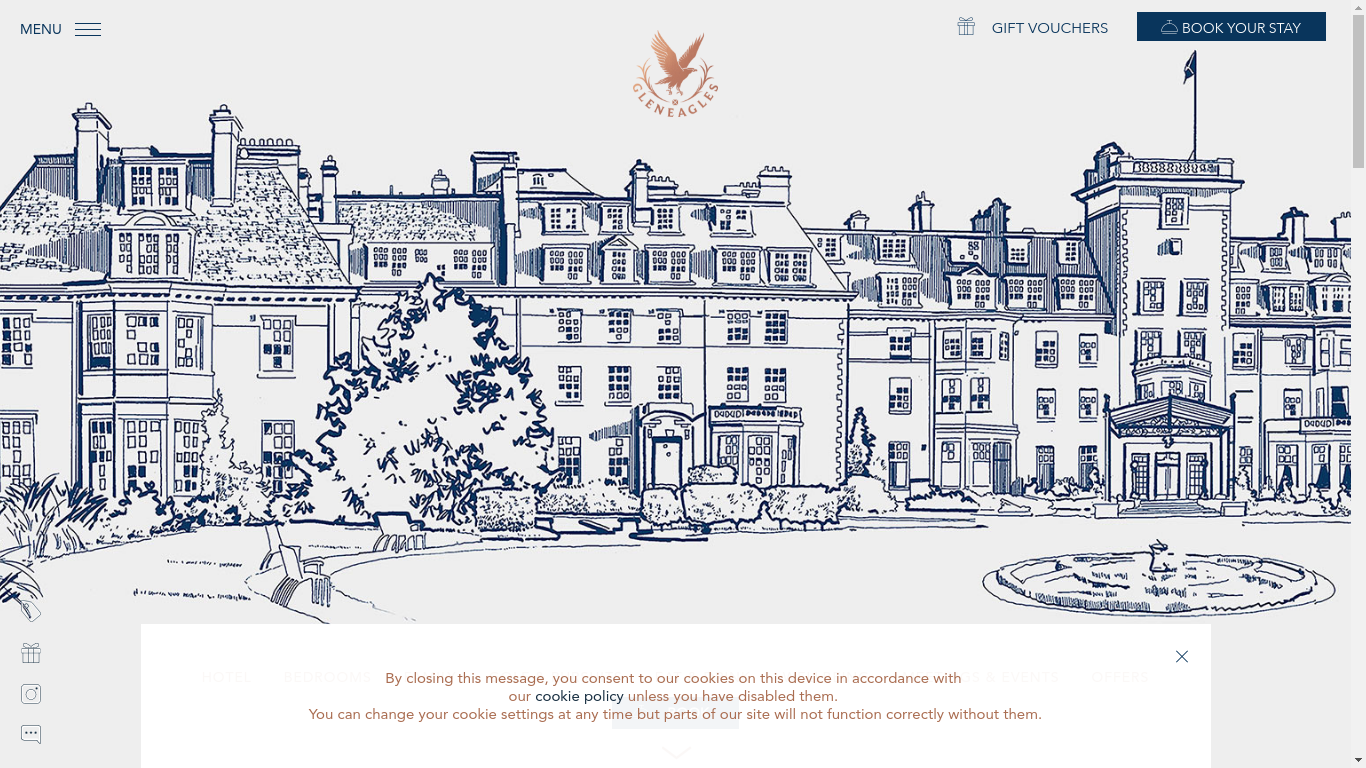 MENU
GIFT VOUCHERS
BOOK YOUR STAY
GLENEAGLES
HOTEL
BEDROOMS
& EVENTS
OFFERS
By closing this message, you consent to our cookies on this device in accordance with
our cookie policy unless you have disabled them.
You can change your cookie settings at any time but parts of our site will not function correctly without them.